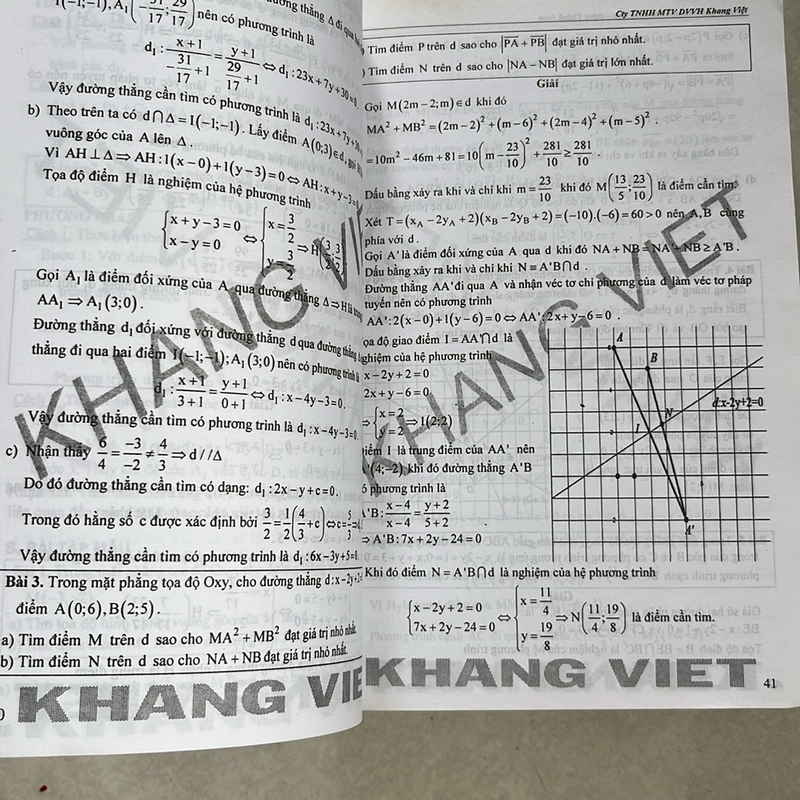 I(−1;−1), A₁(−31/17; 29/17) nên có phương trình là
d₁: (x+1)/(31/17+1) = (y+1)/(29/17+1) ⇔ d₁: 23x+7y+30=0.
Vậy đường thẳng cần tìm có phương trình là d₁: 23x+7y+30
b) Theo trên ta có d∩Δ=I(−1;−1). Lấy điểm A(0;3)∈d, gọi
vuông góc của A lên Δ.
Vì AH⊥Δ⇒AH:1(x−0)+1(y−3)=0⇔AH:x+y−3=0
Tọa độ điểm H là nghiệm của hệ phương trình
{x+y−3=0; x−y=0 ⇔ {x=3/2; y=3/2 ⇒ H(3/2;3/2)
Gọi A₁ là điểm đối xứng của A qua đường thẳng Δ⇒H là trung
AA₁ ⇒ A₁(3;0).
Đường thẳng d₁ đối xứng với đường thẳng d qua đường thẳng
thẳng đi qua hai điểm I(−1;−1); A₁(3;0) nên có phương trình là
d₁: (x+1)/(3+1) = (y+1)/(0+1) ⇔ d₁: x−4y−3=0.
Vậy đường thẳng cần tìm có phương trình là d₁: x−4y−3=0.
c) Nhận thấy 6/4 = −3/−2 ≠ 4/3 ⇒ d//Δ
Do đó đường thẳng cần tìm có dạng: d₁: 2x−y+c=0.
Trong đó hằng số c được xác định bởi 3/2 = 1/2(4/3+c) ⇔ c=5/3
Vậy đường thẳng cần tìm có phương trình là d₁: 6x−3y+5=0.
Bài 3. Trong mặt phẳng tọa độ Oxy, cho đường thẳng d: x−2y+2=
điểm A(0;6), B(2;5).
a) Tìm điểm M trên d sao cho MA²+MB² đạt giá trị nhỏ nhất.
b) Tìm điểm N trên d sao cho NA+NB đạt giá trị nhỏ nhất.
0
KHANG VIET
KHANG VIET
Cty TNHH MTV DVVH Khang Việt
) Tìm điểm P trên d sao cho |PA+PB| đạt giá trị nhỏ nhất.
) Tìm điểm N trên d sao cho |NA−NB| đạt giá trị lớn nhất.
Giải
Gọi M(2m−2;m)∈d khi đó
MA²+MB²=(2m−2)²+(m−6)²+(2m−4)²+(m−5)².
=10m²−46m+81=10(m−23/10)²+281/10≥281/10.
Dấu bằng xảy ra khi và chỉ khi m=23/10 khi đó M(13/5;23/10) là điểm cần tìm.
Xét T=(x_A−2y_A+2)(x_B−2y_B+2)=(−10).(−6)=60>0 nên A,B cùng
phía với d.
Gọi A' là điểm đối xứng của A qua d khi đó NA+NB=NA'+NB≥A'B.
Dấu bằng xảy ra khi và chỉ khi N≡A'B∩d.
Đường thẳng AA' đi qua A và nhận véc tơ chỉ phương của d làm véc tơ pháp
tuyến nên có phương trình
AA':2(x−0)+1(y−6)=0⇔AA':2x+y−6=0.
ọa độ giao điểm I=AA'∩d là
ghiệm của hệ phương trình
x−2y+2=0
2x+y−6=0
⇒{x=2; y=2 ⇒I(2;2)
iểm I là trung điểm của AA' nên
'(4;−2), khi đó đường thẳng A'B
ó phương trình là
'B: (x−4)/(x−4)=(y+2)/(5+2)
⇒A'B:7x+2y−24=0
A
B
d:x-2y+2=0
N
I
A'
Khi đó điểm N=A'B∩d là nghiệm của hệ phương trình
{x−2y+2=0; 7x+2y−24=0 ⇔ {x=11/4; y=19/8 ⇒ N(11/4;19/8) là điểm cần tìm.
KHANG VIET
KHANG VIET
41